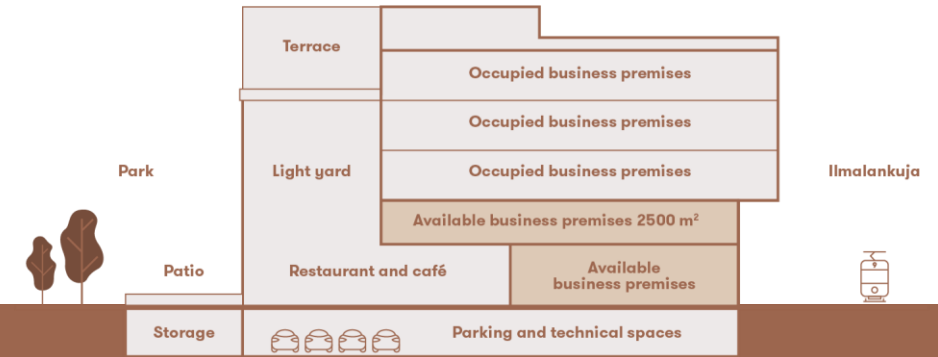 Terrace
Occupied business premises
Occupied business premises
Park
Light yard
Occupied business premises
Ilmalankuja
Available business premises 2500 m²
Patio
Restaurant and café
Available
business premises
Storage
Parking and technical spaces